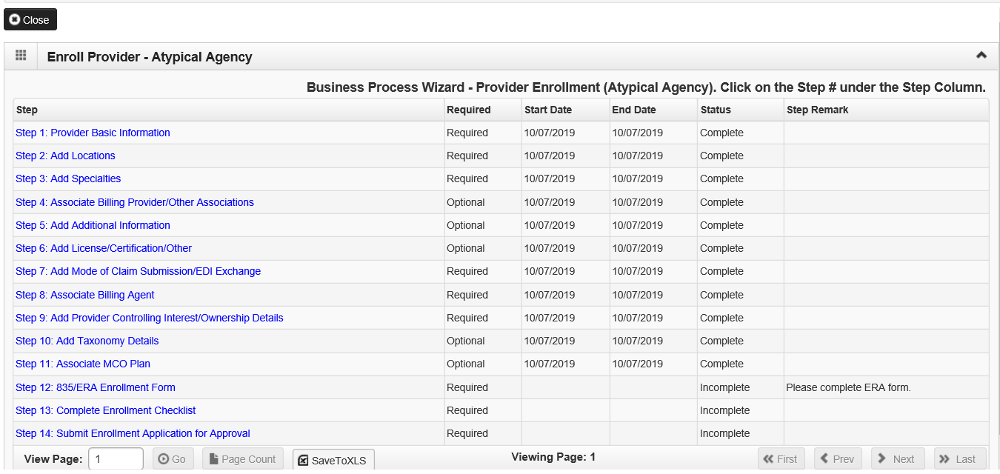 Close
Enroll Provider - Atypical Agency
Business Process Wizard - Provider Enrollment (Atypical Agency). Click on the Step # under the Step Column.
Step Required Start Date End Date Status Step Remark
Step 1: Provider Basic Information Required 10/07/2019 10/07/2019 Complete
Step 2: Add Locations Required 10/07/2019 10/07/2019 Complete
Step 3: Add Specialties Required 10/07/2019 10/07/2019 Complete
Step 4: Associate Billing Provider/Other Associations Optional 10/07/2019 10/07/2019 Complete
Step 5: Add Additional Information Optional 10/07/2019 10/07/2019 Complete
Step 6: Add License/Certification/Other Optional 10/07/2019 10/07/2019 Complete
Step 7: Add Mode of Claim Submission/EDI Exchange Required 10/07/2019 10/07/2019 Complete
Step 8: Associate Billing Agent Required 10/07/2019 10/07/2019 Complete
Step 9: Add Provider Controlling Interest/Ownership Details Required 10/07/2019 10/07/2019 Complete
Step 10: Add Taxonomy Details Optional 10/07/2019 10/07/2019 Complete
Step 11: Associate MCO Plan Optional 10/07/2019 10/07/2019 Complete
Step 12: 835/ERA Enrollment Form Required Incomplete Please complete ERA form.
Step 13: Complete Enrollment Checklist Required Incomplete
Step 14: Submit Enrollment Application for Approval Required Incomplete
View Page: 1 Go Page Count SaveToXLS Viewing Page: 1 First Prev Next Last